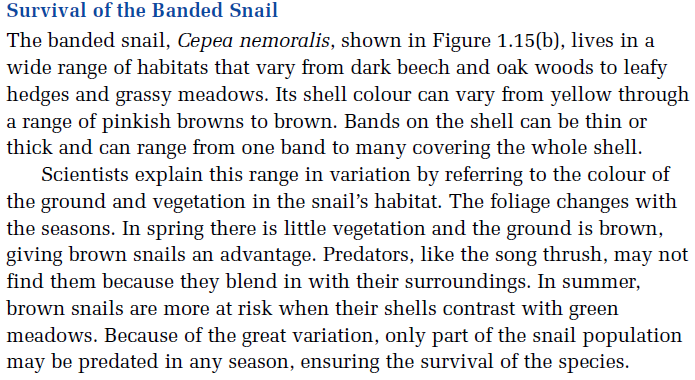 Survival of the Banded Snail
The banded snail, Cepea nemoralis, shown in Figure 1.15(b), lives in a
wide range of habitats that vary from dark beech and oak woods to leafy
hedges and grassy meadows. Its shell colour can vary from yellow through
a range of pinkish browns to brown. Bands on the shell can be thin or
thick and can range from one band to many covering the whole shell.
Scientists explain this range in variation by referring to the colour of
the ground and vegetation in the snail's habitat. The foliage changes with
the seasons. In spring there is little vegetation and the ground is brown,
giving brown snails an advantage. Predators, like the song thrush, may not
find them because they blend in with their surroundings. In summer,
brown snails are more at risk when their shells contrast with green
meadows. Because of the great variation, only part of the snail population
may be predated in any season, ensuring the survival of the species.